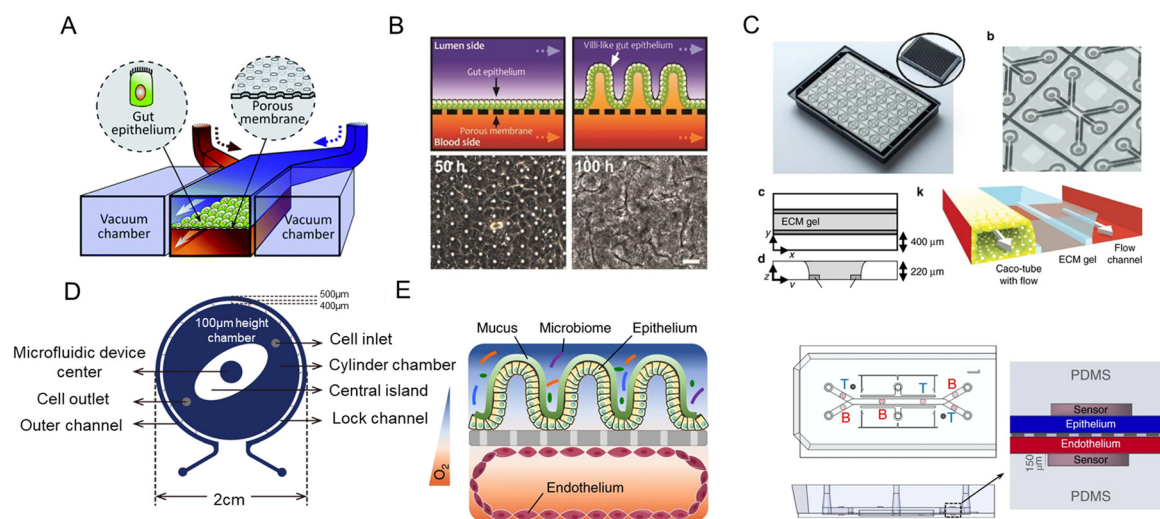 A
Gut
epithelium
Porous
membrane
Vacuum
chamber
Vacuum
chamber
B
Lumen side
Gut epithelium
Porous membrane
Blood side
Villi-like gut epithelium
50 h
100 h
C
b
c
ECM gel
y
x
400 μm
d
z
y
220 μm
k
Caco-tube
with flow
ECM gel
Flow
channel
D
500μm
400μm
100μm height
chamber
Microfluidic device
center
Cell outlet
Outer channel
Cell inlet
Cylinder chamber
Central island
Lock channel
2cm
E
Mucus
Microbiome
Epithelium
O2
Endothelium
T
T
B
B
B
T
PDMS
Sensor
Epithelium
Endothelium
Sensor
150
μm
PDMS